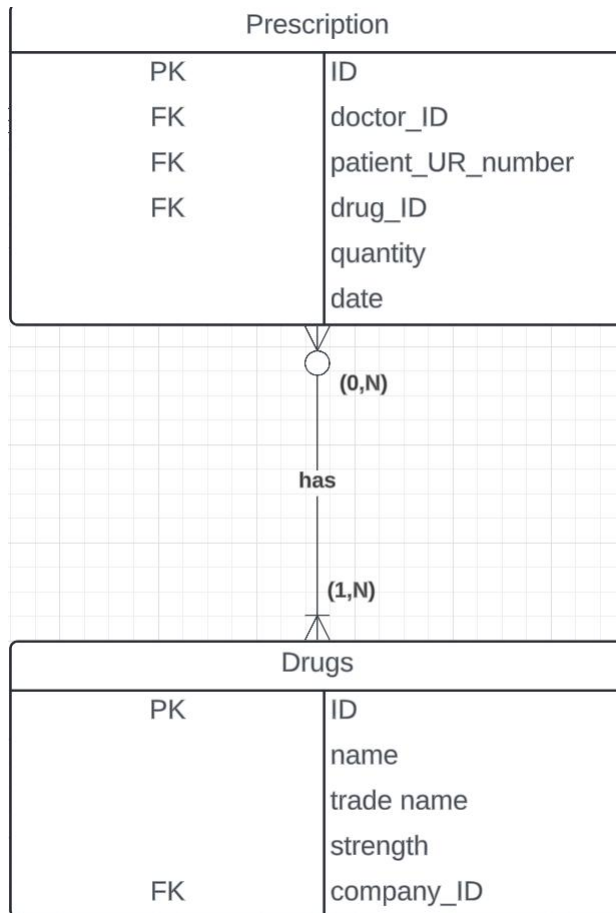 Prescription
PK ID
FK doctor_ID
FK patient_UR_number
FK drug_ID
quantity
date
(0,N)
has
(1,N)
Drugs
PK ID
name
trade name
strength
FK company_ID